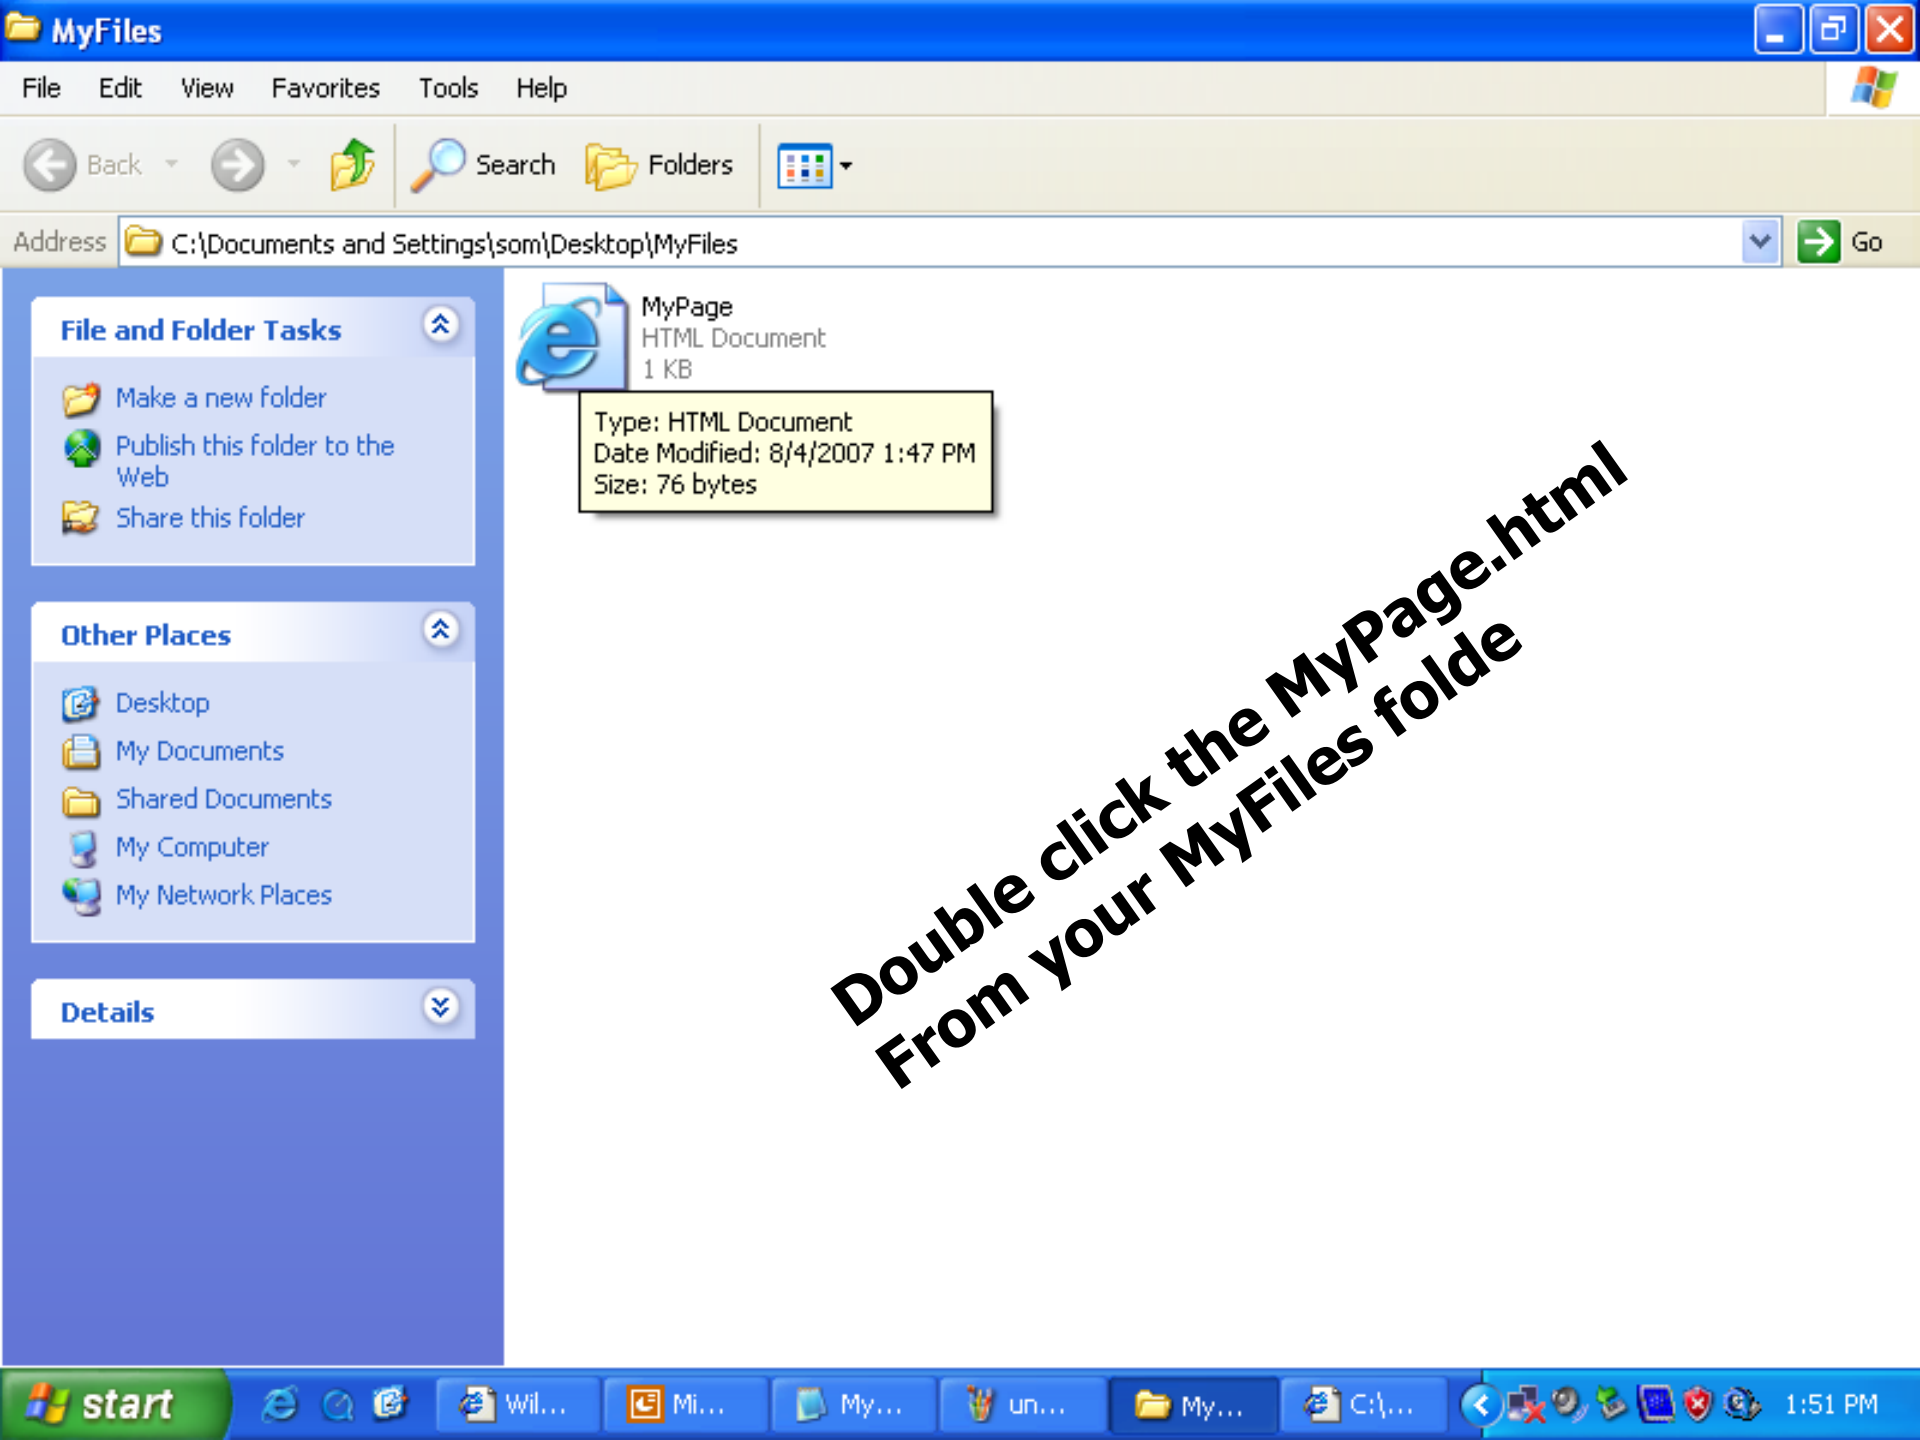 MyFiles
File Edit View Favorites Tools Help
Back Search Folders
Address C:\Documents and Settings\som\Desktop\MyFiles Go
File and Folder Tasks
Make a new folder
Publish this folder to the
Web
Share this folder
Other Places
Desktop
My Documents
Shared Documents
My Computer
My Network Places
Details
MyPage
HTML Document
1 KB
Type: HTML Document
Date Modified: 8/4/2007 1:47 PM
Size: 76 bytes
Double click the MyPage.html
From your MyFiles folde
start Wil... Mi... My... un... My... C:\... 1:51 PM